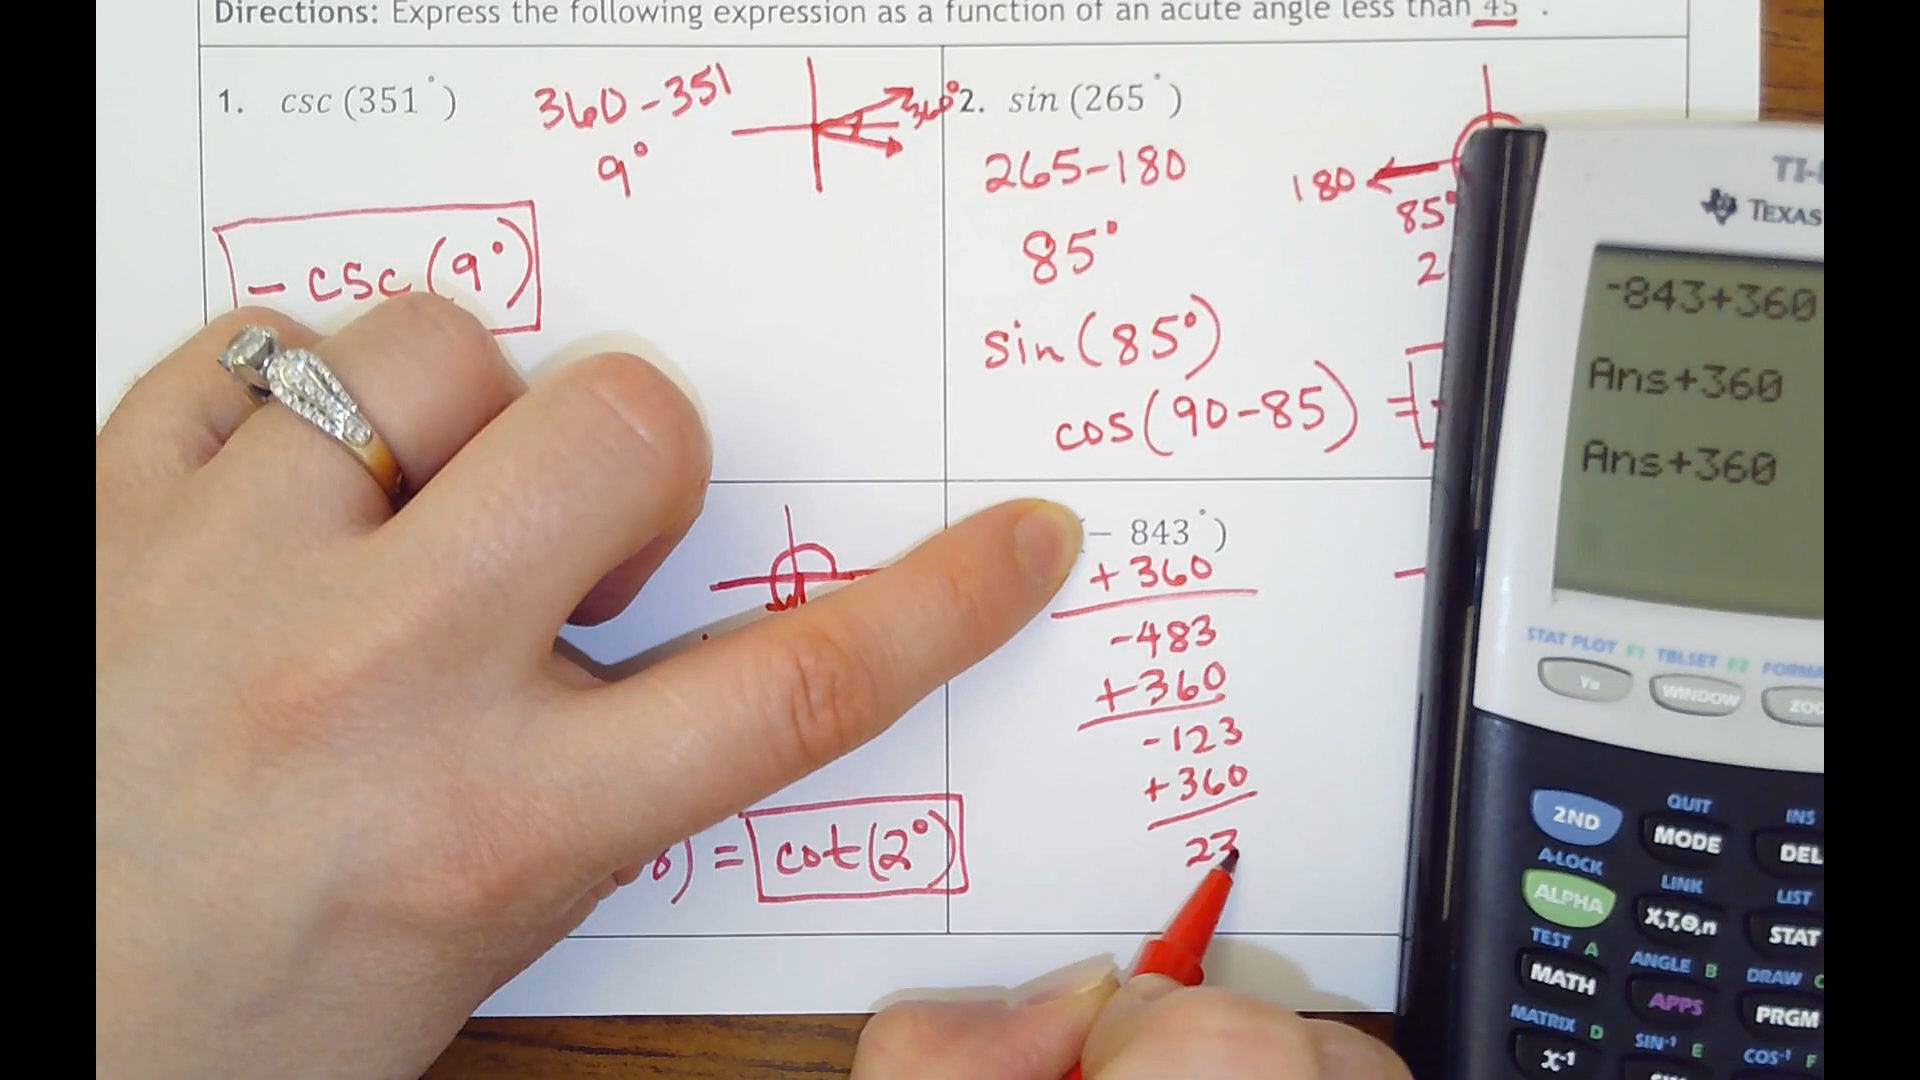 Directions: Express the following expression as a function of an acute angle less than 45°.
1. csc (351°)
360-351
9°
360°
- csc (9°)
2. sin (265°)
265-180
85°
sin (85°)
cos (90-85) =
180
85°
(- 843°)
+ 360
-483
+360
-123
+360
23
8) = cot (2°)
TEXAS
-843+360
Ans+360
Ans+360
STAT PLOT F1 TBLSET F2
Y= WINDOW
QUIT INS
2ND MODE DEL
A-LOCK LINK LIST
ALPHA X,T,θ,n STAT
TEST A ANGLE B DRAW C
MATH APPS PRGM
MATRIX D SIN⁻¹ E COS⁻¹ F
x⁻¹